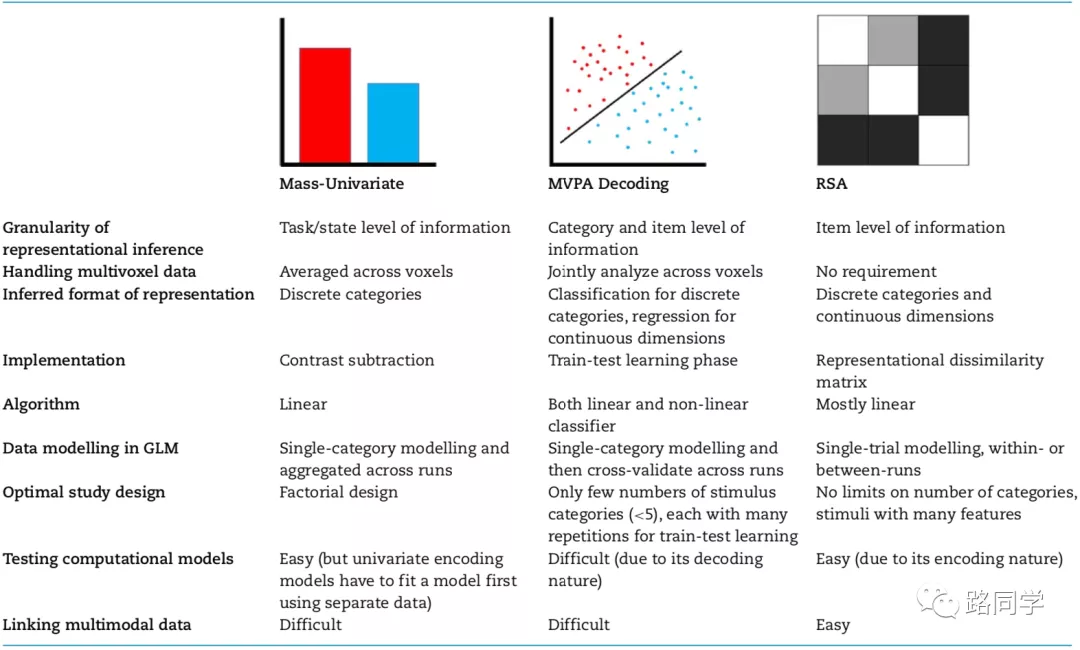 Mass-Univariate MVPA Decoding RSA
Granularity of Task/state level of information Category and item level of Item level of information
representational inference information
Handling multivoxel data Averaged across voxels Jointly analyze across voxels No requirement
Inferred format of representation Discrete categories Classification for discrete Discrete categories and
categories, regression for continuous dimensions
continuous dimensions
Implementation Contrast subtraction Train-test learning phase Representational dissimilarity
matrix
Algorithm Linear Both linear and non-linear Mostly linear
classifier
Data modelling in GLM Single-category modelling and Single-category modelling and Single-trial modelling, within- or
aggregated across runs then cross-validate across runs between-runs
Optimal study design Factorial design Only few numbers of stimulus No limits on number of categories,
categories (<5), each with many stimuli with many features
repetitions for train-test learning
Testing computational models Easy (but univariate encoding Difficult (due to its decoding Easy (due to its encoding nature)
models have to fit a model first nature)
using separate data)
路同学
Linking multimodal data Difficult Difficult Easy